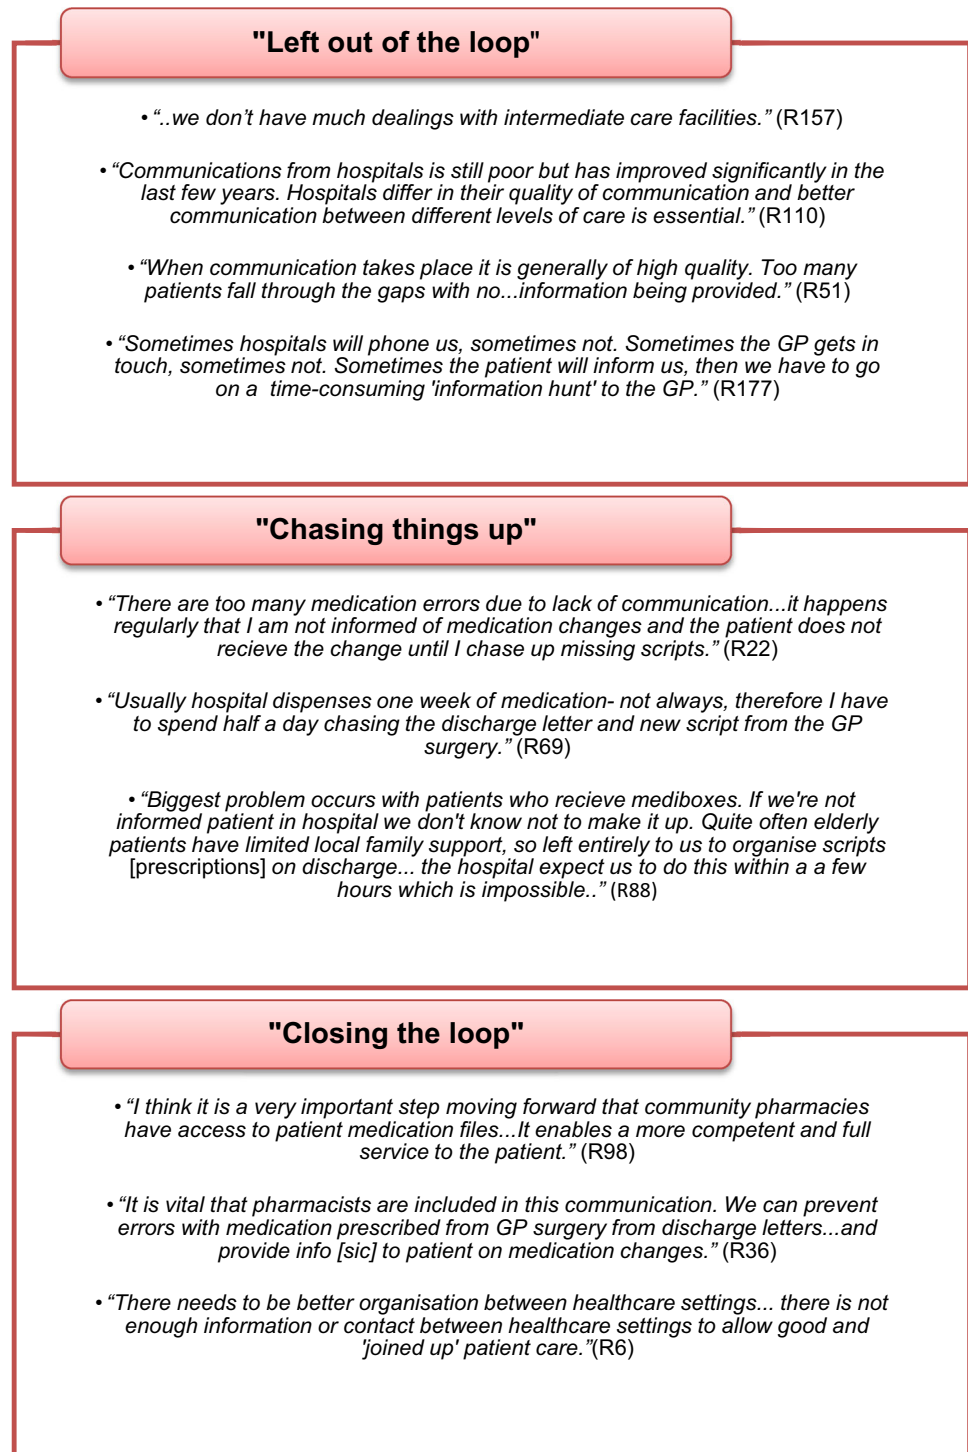 "Left out of the loop"
• “..we don’t have much dealings with intermediate care facilities.” (R157)
• “Communications from hospitals is still poor but has improved significantly in the
last few years. Hospitals differ in their quality of communication and better
communication between different levels of care is essential.” (R110)
• “When communication takes place it is generally of high quality. Too many
patients fall through the gaps with no...information being provided.” (R51)
• “Sometimes hospitals will phone us, sometimes not. Sometimes the GP gets in
touch, sometimes not. Sometimes the patient will inform us, then we have to go
on a time-consuming 'information hunt' to the GP.” (R177)
"Chasing things up"
• “There are too many medication errors due to lack of communication...it happens
regularly that I am not informed of medication changes and the patient does not
recieve the change until I chase up missing scripts.” (R22)
• “Usually hospital dispenses one week of medication- not always, therefore I have
to spend half a day chasing the discharge letter and new script from the GP
surgery.” (R69)
• “Biggest problem occurs with patients who recieve mediboxes. If we're not
informed patient in hospital we don't know not to make it up. Quite often elderly
patients have limited local family support, so left entirely to us to organise scripts
[prescriptions] on discharge... the hospital expect us to do this within a a few
hours which is impossible..” (R88)
"Closing the loop"
• “I think it is a very important step moving forward that community pharmacies
have access to patient medication files...It enables a more competent and full
service to the patient.” (R98)
• “It is vital that pharmacists are included in this communication. We can prevent
errors with medication prescribed from GP surgery from discharge letters...and
provide info [sic] to patient on medication changes.” (R36)
• “There needs to be better organisation between healthcare settings... there is not
enough information or contact between healthcare settings to allow good and
'joined up' patient care.”(R6)